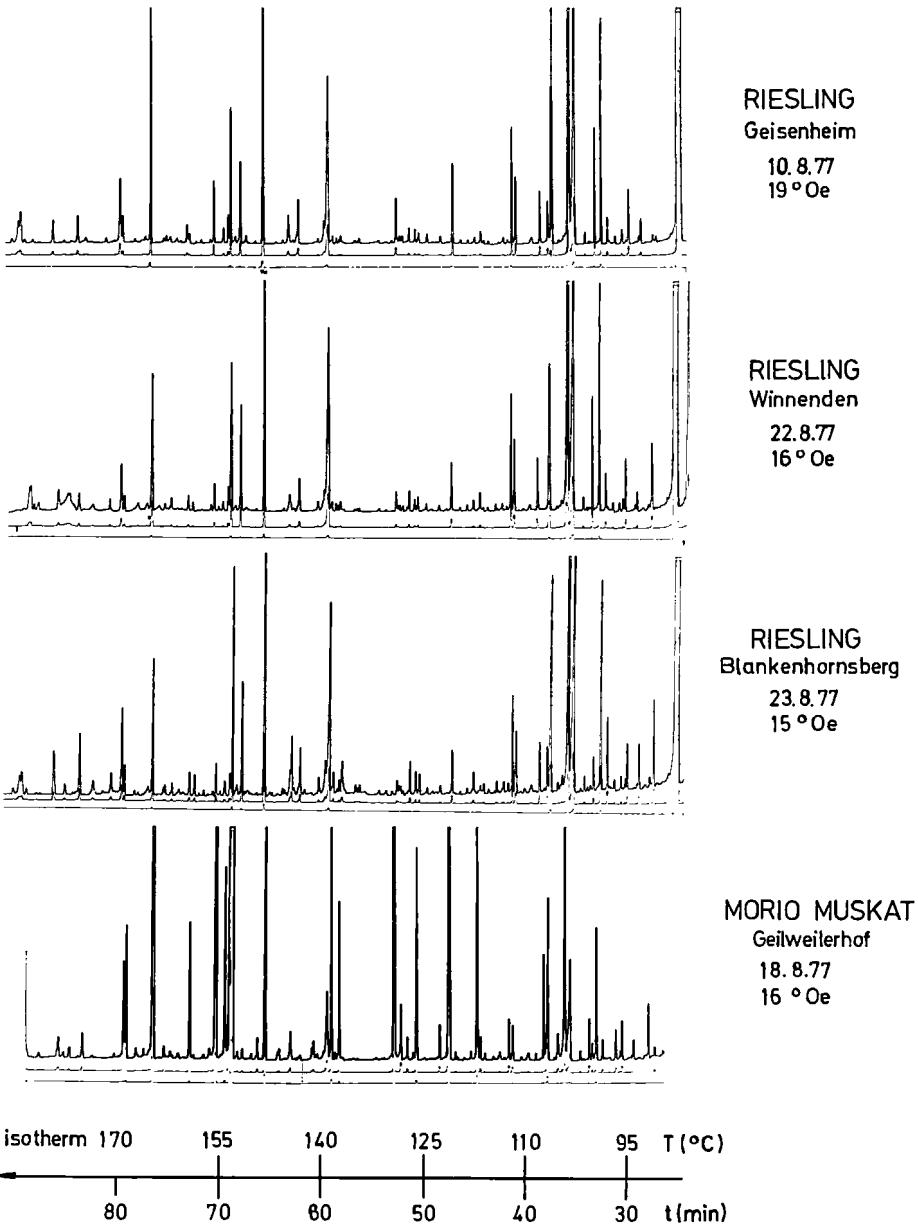 RIESLING
Geisenheim
10.8.77
19° Oe
RIESLING
Winnenden
22.8.77
16° Oe
RIESLING
Blankenhornsberg
23.8.77
15° Oe
MORIO MUSKAT
Geilweilerhof
18.8.77
16 °Oe
isotherm 170 155 140 125 110 95 T (°C)
80 70 60 50 40 30 t (min)